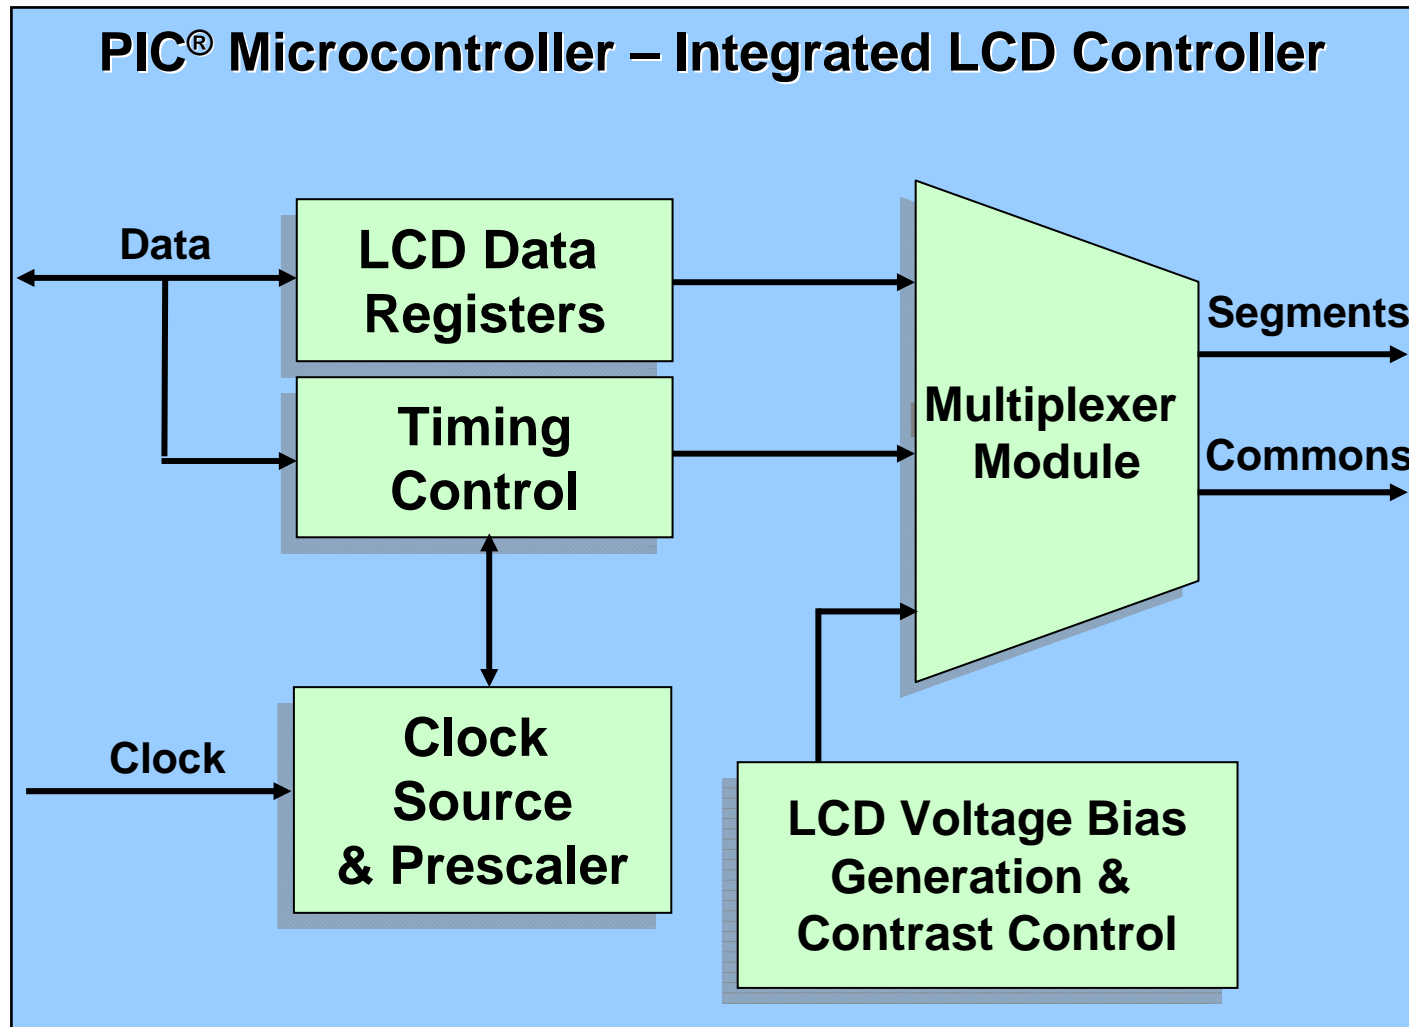 PIC® Microcontroller – Integrated LCD Controller
Data
LCD Data
Registers
Timing
Control
Multiplexer
Module
Segments
Commons
Clock
Clock
Source
& Prescaler
LCD Voltage Bias
Generation &
Contrast Control